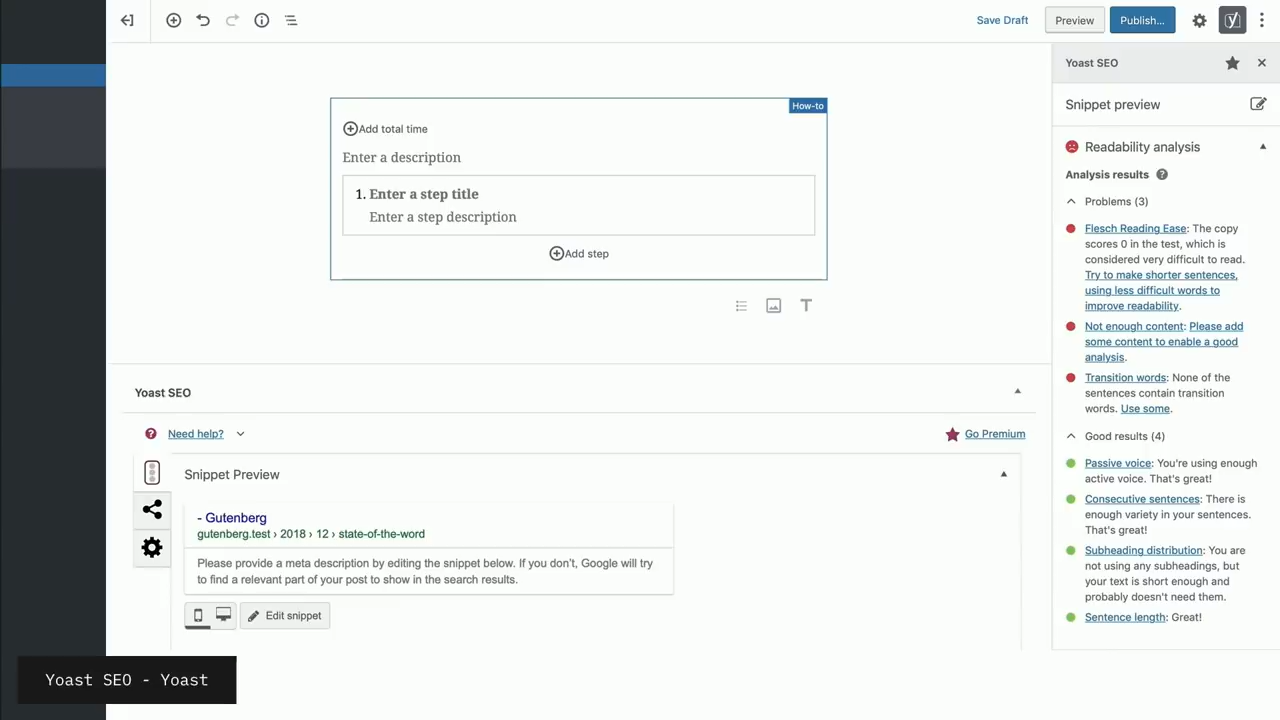 Save Draft
Preview
Publish...
Yoast SEO
Snippet preview
How-to
Add total time
Enter a description
1. Enter a step title
Enter a step description
Add step
Readability analysis
Analysis results
Problems (3)
Flesch Reading Ease: The copy
scores 0 in the test, which is
considered very difficult to read.
Try to make shorter sentences,
using less difficult words to
improve readability.
Not enough content: Please add
some content to enable a good
analysis.
Transition words: None of the
sentences contain transition
words. Use some.
Good results (4)
Passive voice: You're using enough
active voice. That's great!
Consecutive sentences: There is
enough variety in your sentences.
That's great!
Subheading distribution: You are
not using any subheadings, but
your text is short enough and
probably doesn't need them.
Sentence length: Great!
Yoast SEO
Need help?
Go Premium
Snippet Preview
- Gutenberg
gutenberg.test › 2018 › 12 › state-of-the-word
Please provide a meta description by editing the snippet below. If you don't, Google will try
to find a relevant part of your post to show in the search results.
Edit snippet
Yoast SEO - Yoast